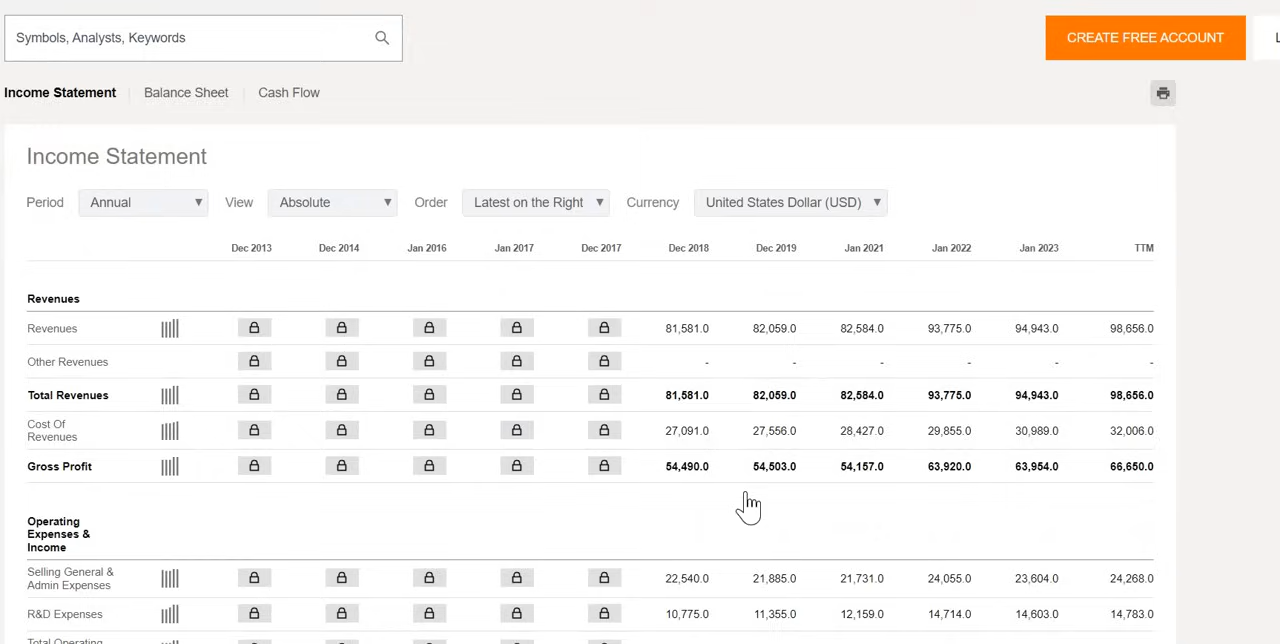 Symbols, Analysts, Keywords
CREATE FREE ACCOUNT
L
Income Statement
Balance Sheet
Cash Flow
Income Statement
Period Annual View Absolute Order Latest on the Right Currency United States Dollar (USD)
Dec 2013 Dec 2014 Jan 2016 Jan 2017 Dec 2017 Dec 2018 Dec 2019 Jan 2021 Jan 2022 Jan 2023 TTM
Revenues
Revenues 81,581.0 82,059.0 82,584.0 93,775.0 94,943.0 98,656.0
Other Revenues - - - - - -
Total Revenues 81,581.0 82,059.0 82,584.0 93,775.0 94,943.0 98,656.0
Cost Of
Revenues 27,091.0 27,556.0 28,427.0 29,855.0 30,989.0 32,006.0
Gross Profit 54,490.0 54,503.0 54,157.0 63,920.0 63,954.0 66,650.0
Operating
Expenses &
Income
Selling General &
Admin Expenses 22,540.0 21,885.0 21,731.0 24,055.0 23,604.0 24,268.0
R&D Expenses 10,775.0 11,355.0 12,159.0 14,714.0 14,603.0 14,783.0
Total Operating